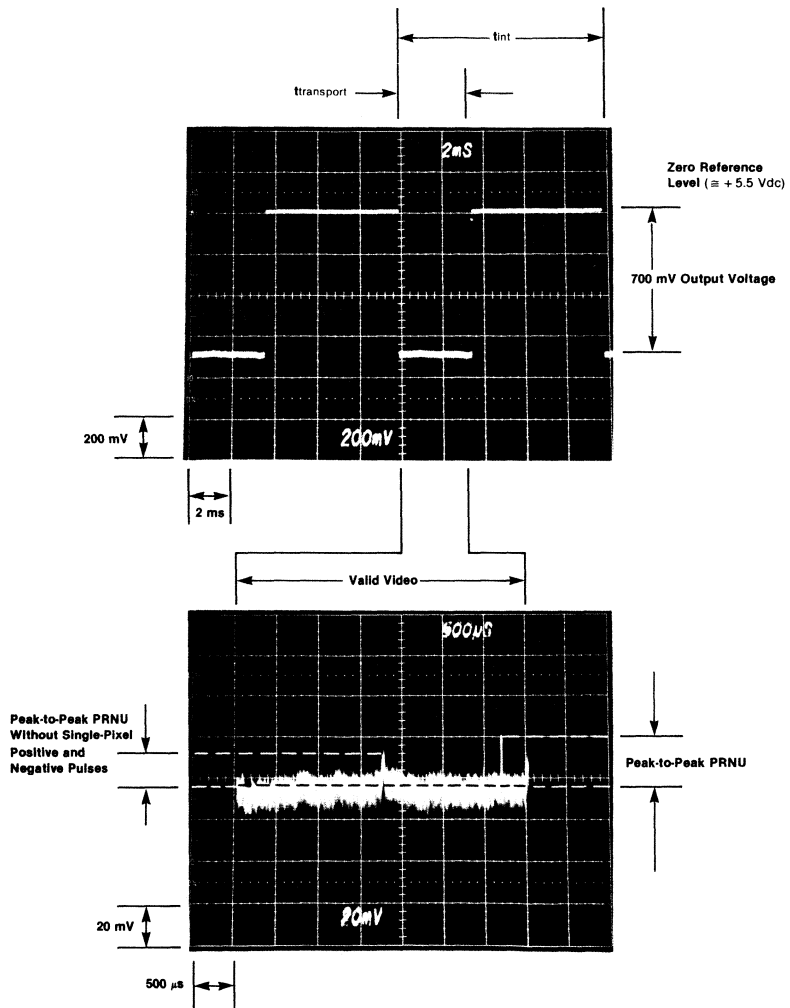 tint
ttransport
2mS
Zero Reference
Level (≅ + 5.5 Vdc)
700 mV Output Voltage
200 mV
200mV
2 ms
Valid Video
500µS
Peak-to-Peak PRNU
Without Single-Pixel
Positive and
Negative Pulses
Peak-to-Peak PRNU
20 mV
20mV
500 µs